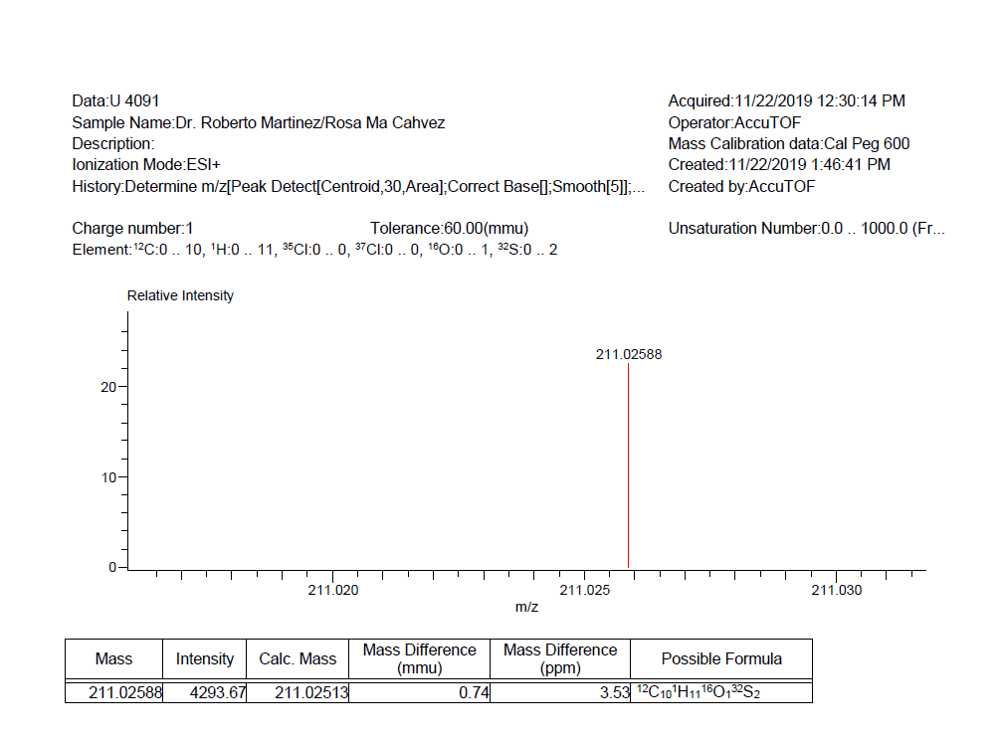 Data:U 4091
Sample Name:Dr. Roberto Martinez/Rosa Ma Cahvez
Description:
Ionization Mode:ESI+
History:Determine m/z[Peak Detect[Centroid,30,Area];Correct Base[];Smooth[5]];...
Acquired:11/22/2019 12:30:14 PM
Operator:AccuTOF
Mass Calibration data:Cal Peg 600
Created:11/22/2019 1:46:41 PM
Created by:AccuTOF
Charge number:1 Tolerance:60.00(mmu) Unsaturation Number:0.0 .. 1000.0 (Fr...
Element:¹²C:0 .. 10, ¹H:0 .. 11, ³⁵Cl:0 .. 0, ³⁷Cl:0 .. 0, ¹⁶O:0 .. 1, ³²S:0 .. 2
Relative Intensity
211.02588
20
10
0
211.020 211.025 211.030
m/z
Mass Intensity Calc. Mass Mass Difference (mmu) Mass Difference (ppm) Possible Formula
211.02588 4293.67 211.02513 0.74 3.53 ¹²C₁₀¹H₁₁¹⁶O₁³²S₂